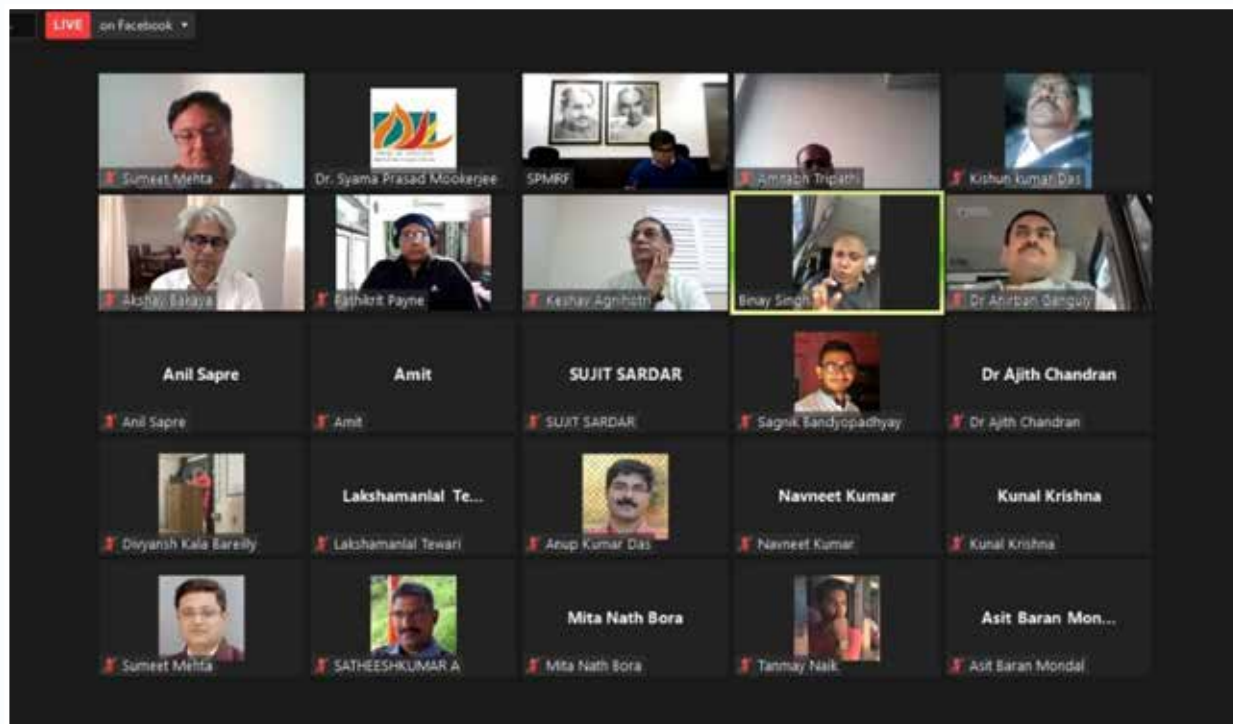 LIVE on Facebook
Sumeet Mehta
Dr. Syama Prasad Mookerjee
SPMRF
Amitabh Tripathi
Kishun kumar Das
Akshay Bakaya
Pathikrit Payne
Keshav Agnihotri
Binay Singh
Dr Anirban Ganguly
Anil Sapre
Amit
SUJIT SARDAR
Dr Ajith Chandran
Anil Sapre
Amit
SUJIT SARDAR
Sagnik Bandyopadhyay
Dr Ajith Chandran
Lakshamanlal Te...
Navneet Kumar
Kunal Krishna
Divyansh Kala Bareilly
Lakshamanlal Tewari
Anup Kumar Das
Navneet Kumar
Kunal Krishna
Mita Nath Bora
Asit Baran Mon...
Sumeet Mehta
SATHEESHKUMAR A
Mita Nath Bora
Tanmay Naik
Asit Baran Mondal